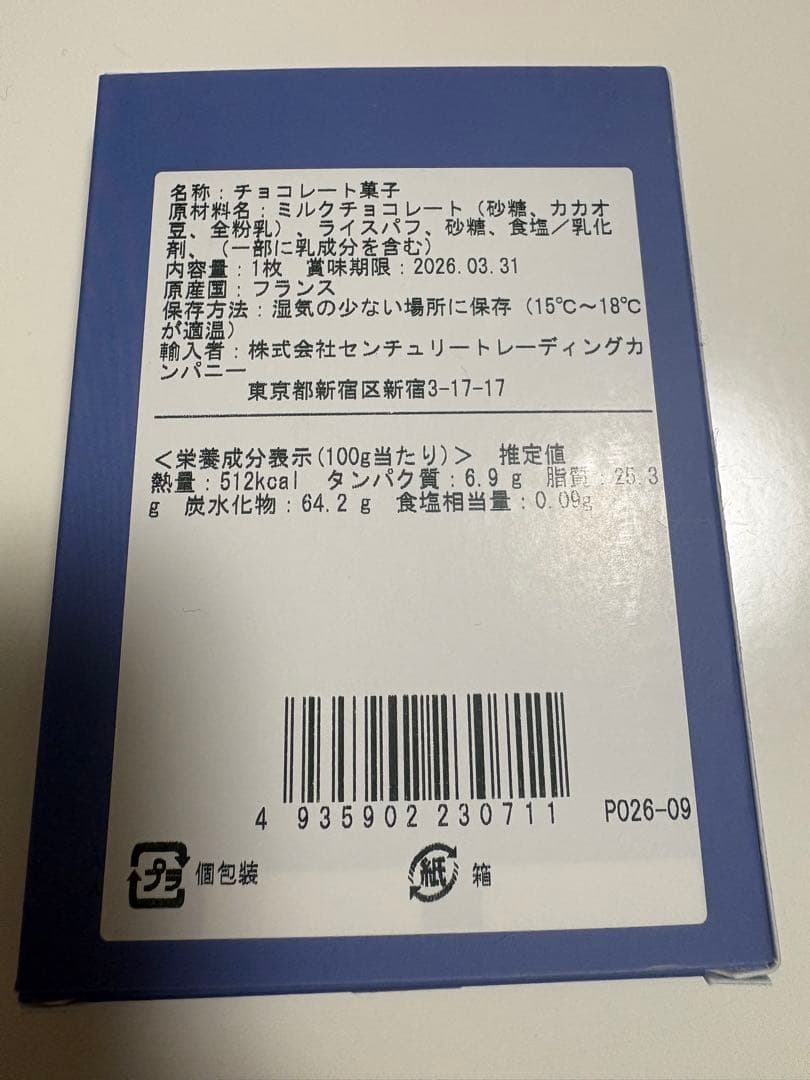 名称：チョコレート菓子
原材料名：ミルクチョコレート（砂糖、カカオ
豆、全粉乳）、ライスパフ、砂糖、食塩／乳化
剤、（一部に乳成分を含む）
内容量：1枚　賞味期限：2026.03.31
原産国：フランス
保存方法：湿気の少ない場所に保存（15℃～18℃
が適温）
輸入者：株式会社センチュリートレーディングカ
ンパニー
東京都新宿区新宿3-17-17
＜栄養成分表示(100g当たり)＞　推定値
熱量：512kcal　タンパク質：6.9 g　脂質：25.3
g　炭水化物：64.2 g　食塩相当量：0.09g
4 935902 230711
PO26-09
プラ 個包装
紙 箱